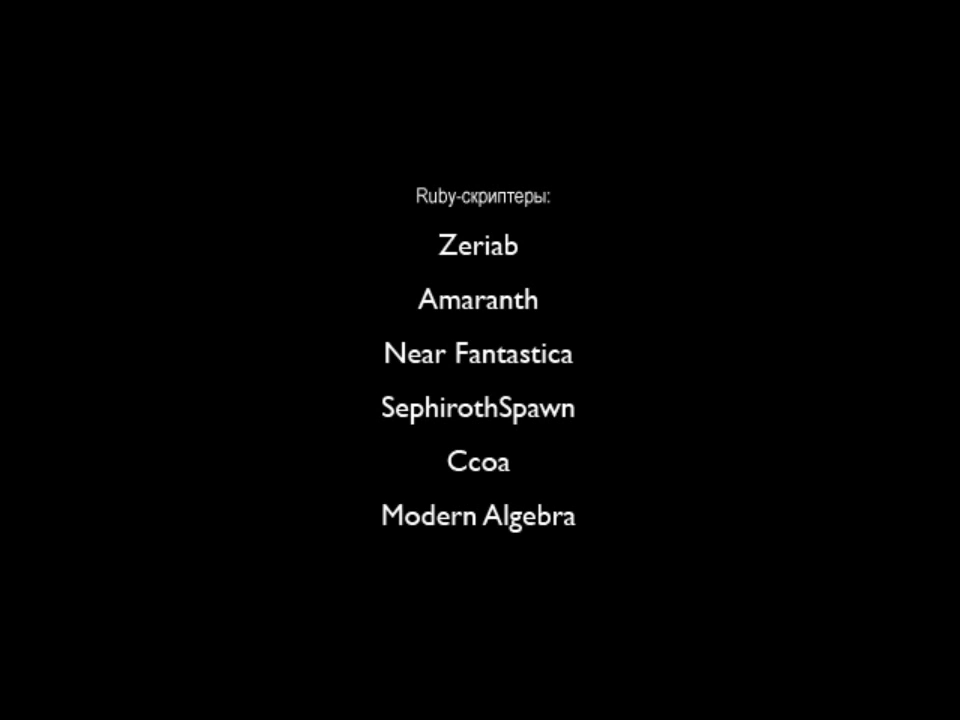 Ruby-скриптеры:
Zeriab
Amaranth
Near Fantastica
SephirothSpawn
Ccoa
Modern Algebra